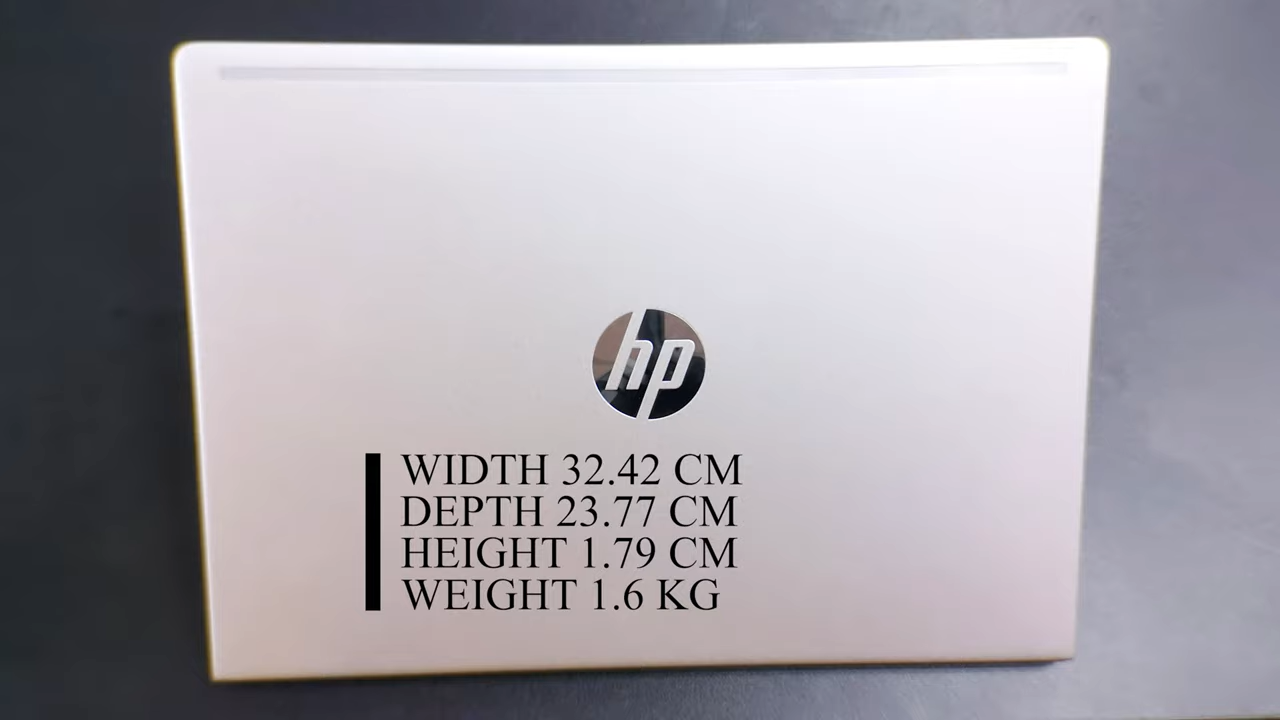 hp
WIDTH 32.42 CM
DEPTH 23.77 CM
HEIGHT 1.79 CM
WEIGHT 1.6 KG